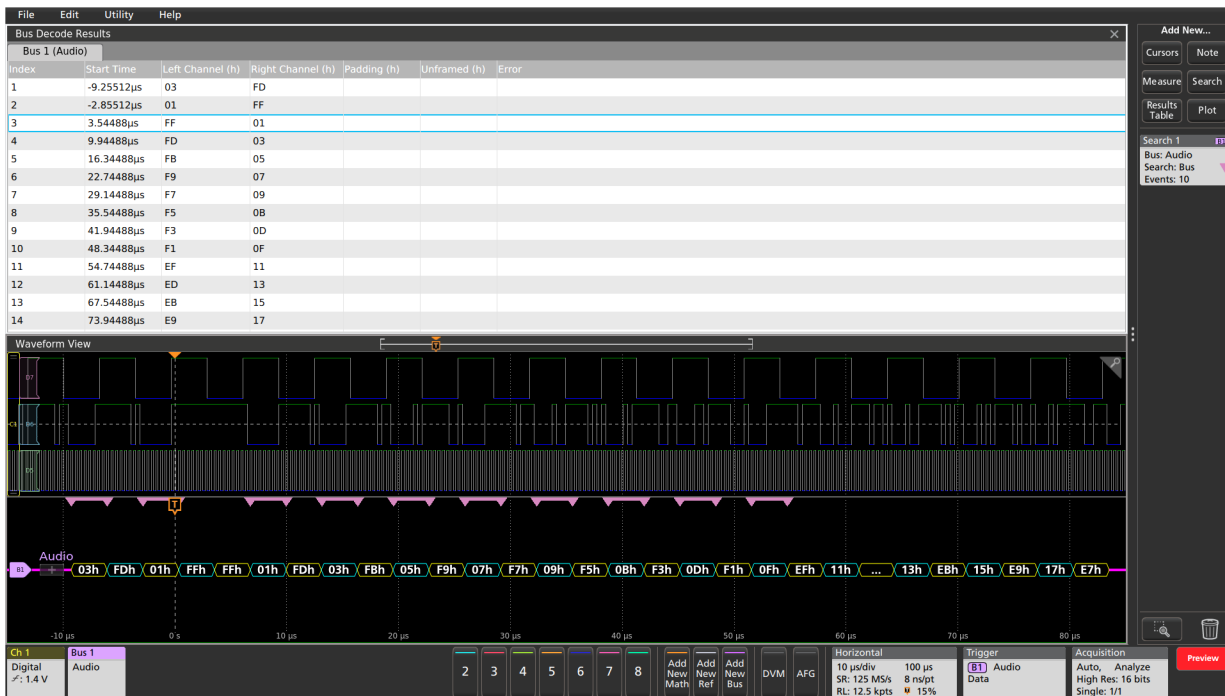 File Edit Utility Help
Bus Decode Results
Bus 1 (Audio)
Index Start Time Left Channel (h) Right Channel (h) Padding (h) Unframed (h) Error
1 -9.25512µs 03 FD
2 -2.85512µs 01 FF
3 3.54488µs FF 01
4 9.94488µs FD 03
5 16.34488µs FB 05
6 22.74488µs F9 07
7 29.14488µs F7 09
8 35.54488µs F5 0B
9 41.94488µs F3 0D
10 48.34488µs F1 0F
11 54.74488µs EF 11
12 61.14488µs ED 13
13 67.54488µs EB 15
14 73.94488µs E9 17
Waveform View
T
D7
C1 D6
D5
T
Audio
B1 + 03h FDh 01h FFh FFh 01h FDh 03h FBh 05h F9h 07h F7h 09h F5h 0Bh F3h 0Dh F1h 0Fh EFh 11h ... 13h EBh 15h E9h 17h E7h
-10 µs 0 s 10 µs 20 µs 30 µs 40 µs 50 µs 60 µs 70 µs 80 µs
Add New...
Cursors Note
Measure Search
Results Table Plot
Search 1 B1
Bus: Audio
Search: Bus
Events: 10
Ch 1
Digital
1.4 V
Bus 1
Audio
2 3 4 5 6 7 8
Add New Math
Add New Ref
Add New Bus
DVM AFG
Horizontal
10 µs/div 100 µs
SR: 125 MS/s 8 ns/pt
RL: 12.5 kpts 15%
Trigger
B1 Audio
Data
Acquisition
Auto, Analyze
High Res: 16 bits
Single: 1/1
Preview